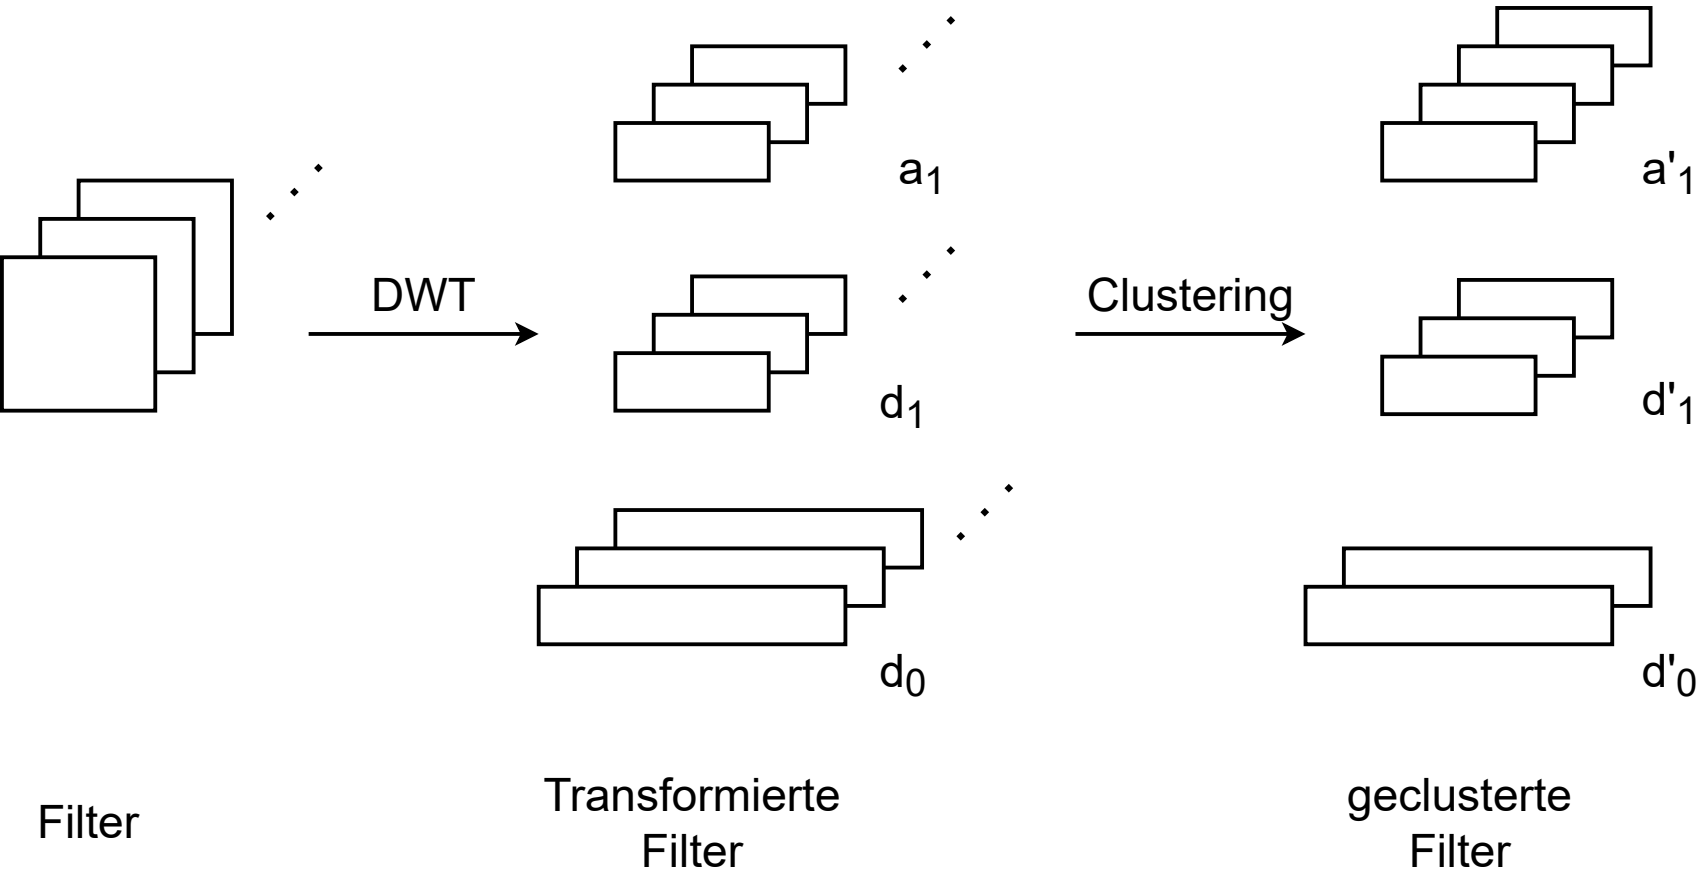 a₁
a'₁
DWT
Clustering
d₁
d'₁
d₀
d'₀
Filter
Transformierte
Filter
geclusterte
Filter